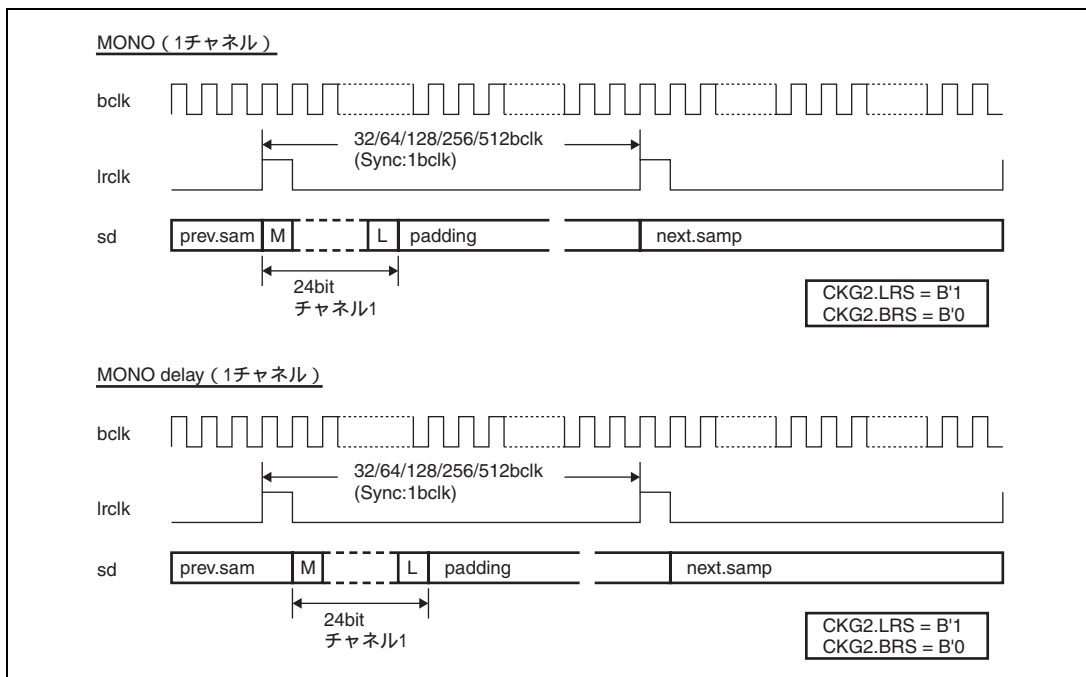 MONO（1チャネル）
bclk
32/64/128/256/512bclk
(Sync:1bclk)
lrclk
sd prev.sam M L padding next.samp
24bit
チャネル1
CKG2.LRS = B'1
CKG2.BRS = B'0
MONO delay（1チャネル）
bclk
32/64/128/256/512bclk
(Sync:1bclk)
lrclk
sd prev.sam M L padding next.samp
24bit
チャネル1
CKG2.LRS = B'1
CKG2.BRS = B'0